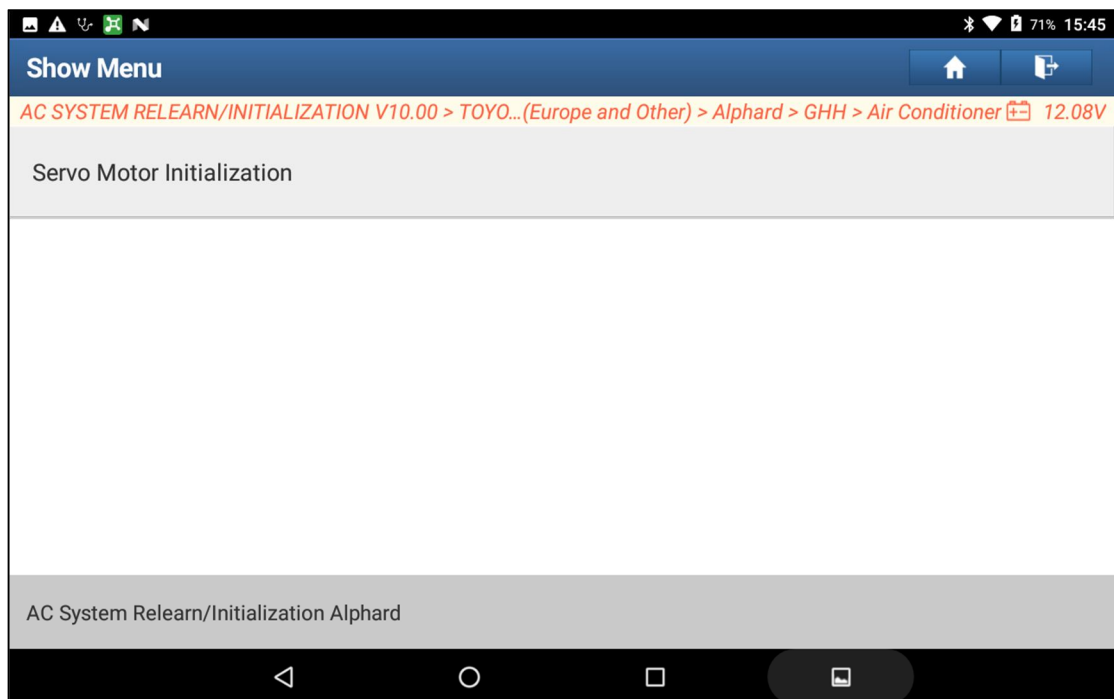 71% 15:45
Show Menu
AC SYSTEM RELEARN/INITIALIZATION V10.00 > TOYO...(Europe and Other) > Alphard > GHH > Air Conditioner 12.08V
Servo Motor Initialization
AC System Relearn/Initialization Alphard